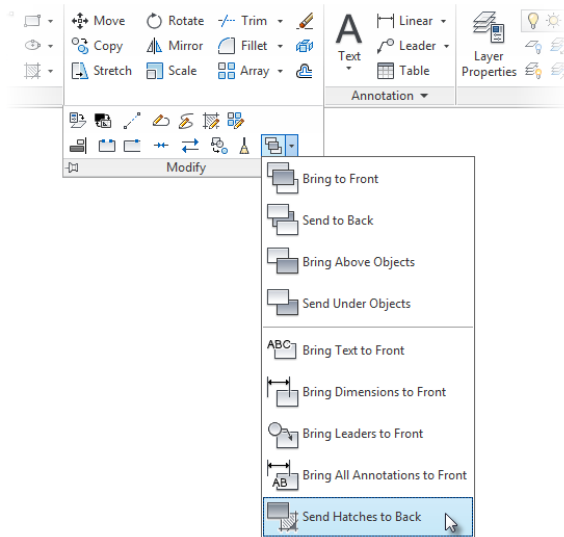 Move Rotate Trim Linear
Copy Mirror Fillet Text Leader Layer Properties
Stretch Scale Array Table
Annotation
Modify
Bring to Front
Send to Back
Bring Above Objects
Send Under Objects
ABC Bring Text to Front
Bring Dimensions to Front
Bring Leaders to Front
AB Bring All Annotations to Front
Send Hatches to Back